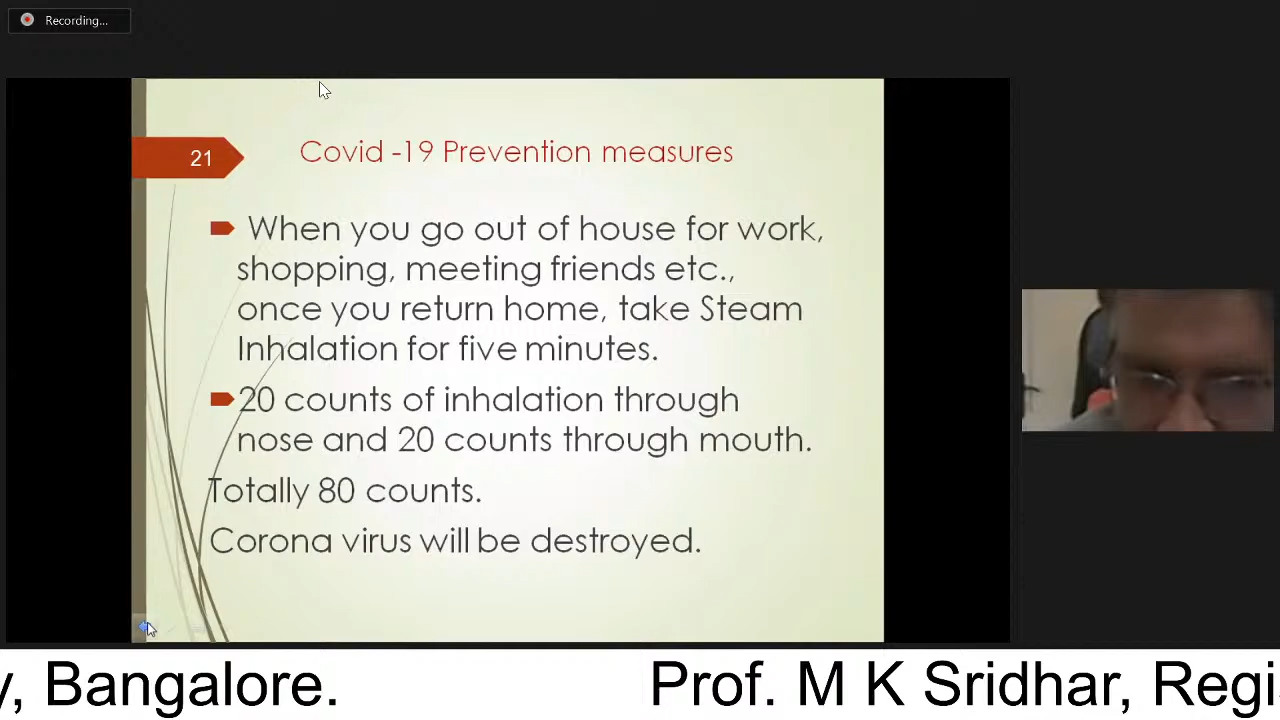 Recording...
21
Covid -19 Prevention measures
When you go out of house for work,
shopping, meeting friends etc.,
once you return home, take Steam
Inhalation for five minutes.
20 counts of inhalation through
nose and 20 counts through mouth.
Totally 80 counts.
Corona virus will be destroyed.
y, Bangalore. Prof. M K Sridhar, Regi